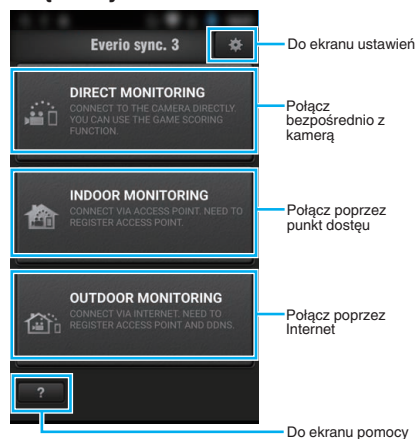 Everio sync. 3
Do ekranu ustawień
DIRECT MONITORING
CONNECT TO THE CAMERA DIRECTLY.
YOU CAN USE THE GAME SCORING
FUNCTION.
Połącz
bezpośrednio z
kamerą
INDOOR MONITORING
CONNECT VIA ACCESS POINT. NEED TO
REGISTER ACCESS POINT.
Połącz poprzez
punkt dostępu
OUTDOOR MONITORING
CONNECT VIA INTERNET. NEED TO
REGISTER ACCESS POINT AND DDNS.
Połącz poprzez
Internet
?
Do ekranu pomocy